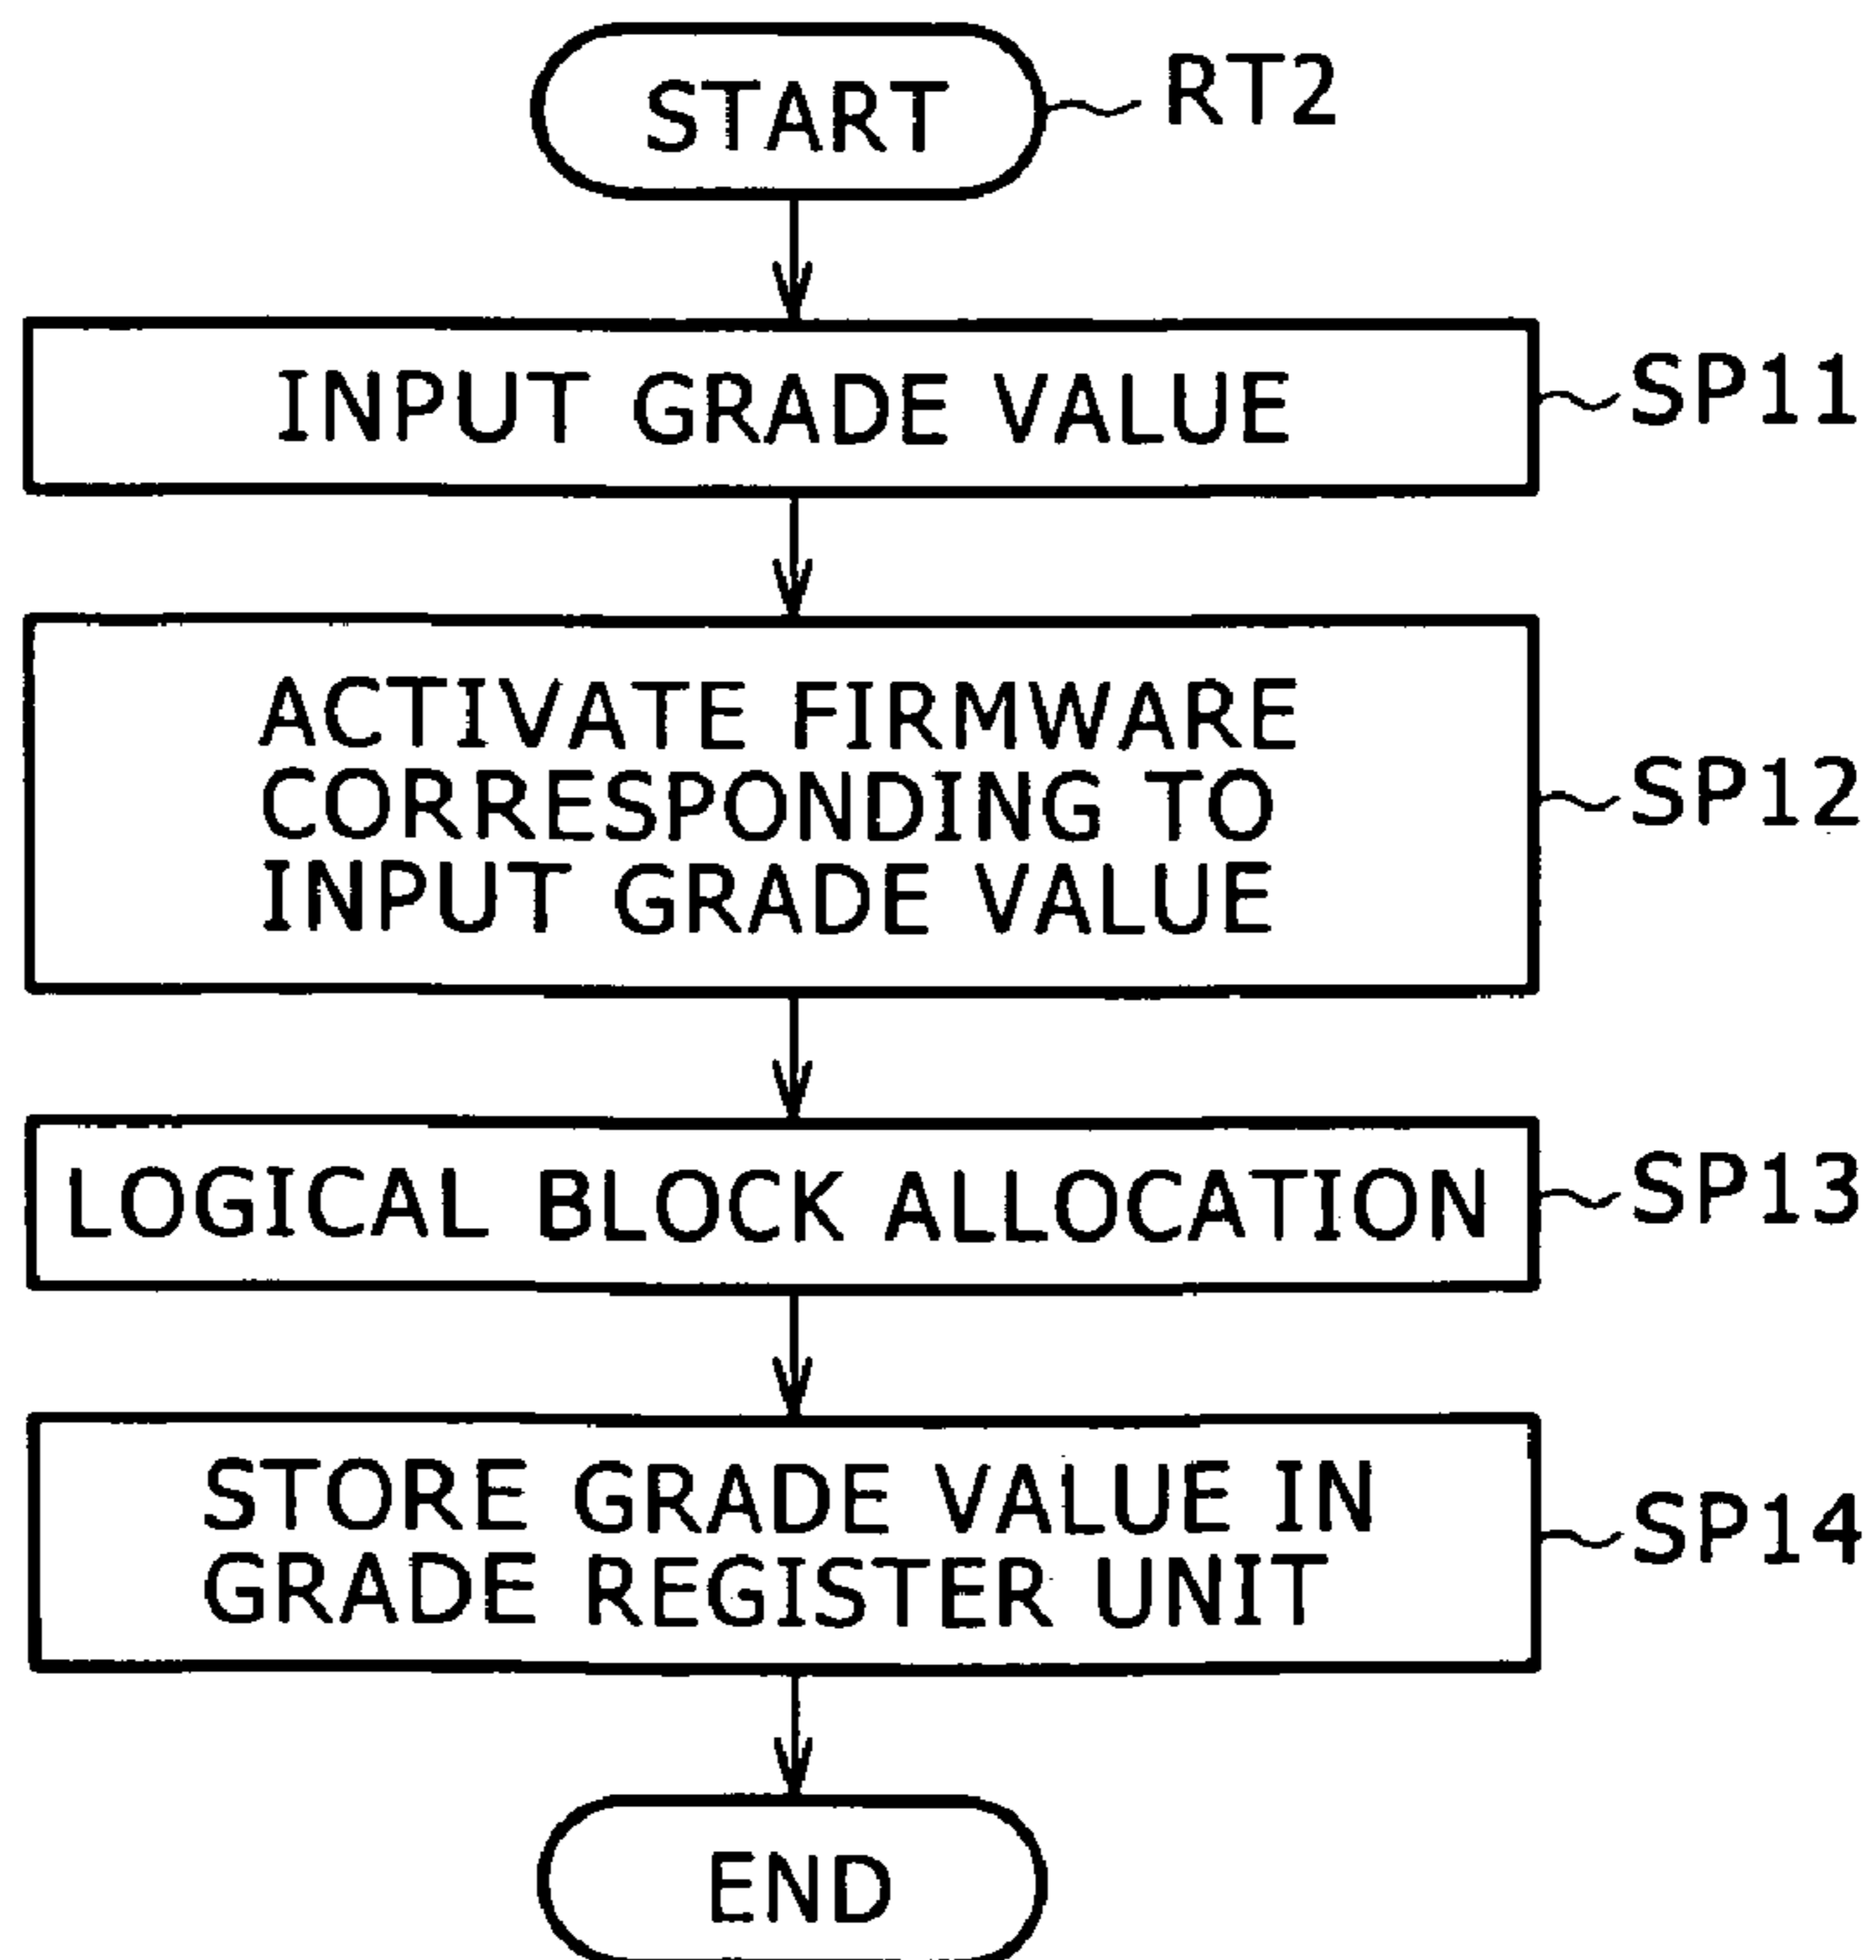 START
RT2
INPUT GRADE VALUE
SP11
ACTIVATE FIRMWARE
CORRESPONDING TO
INPUT GRADE VALUE
SP12
LOGICAL BLOCK ALLOCATION
SP13
STORE GRADE VALUE IN
GRADE REGISTER UNIT
SP14
END